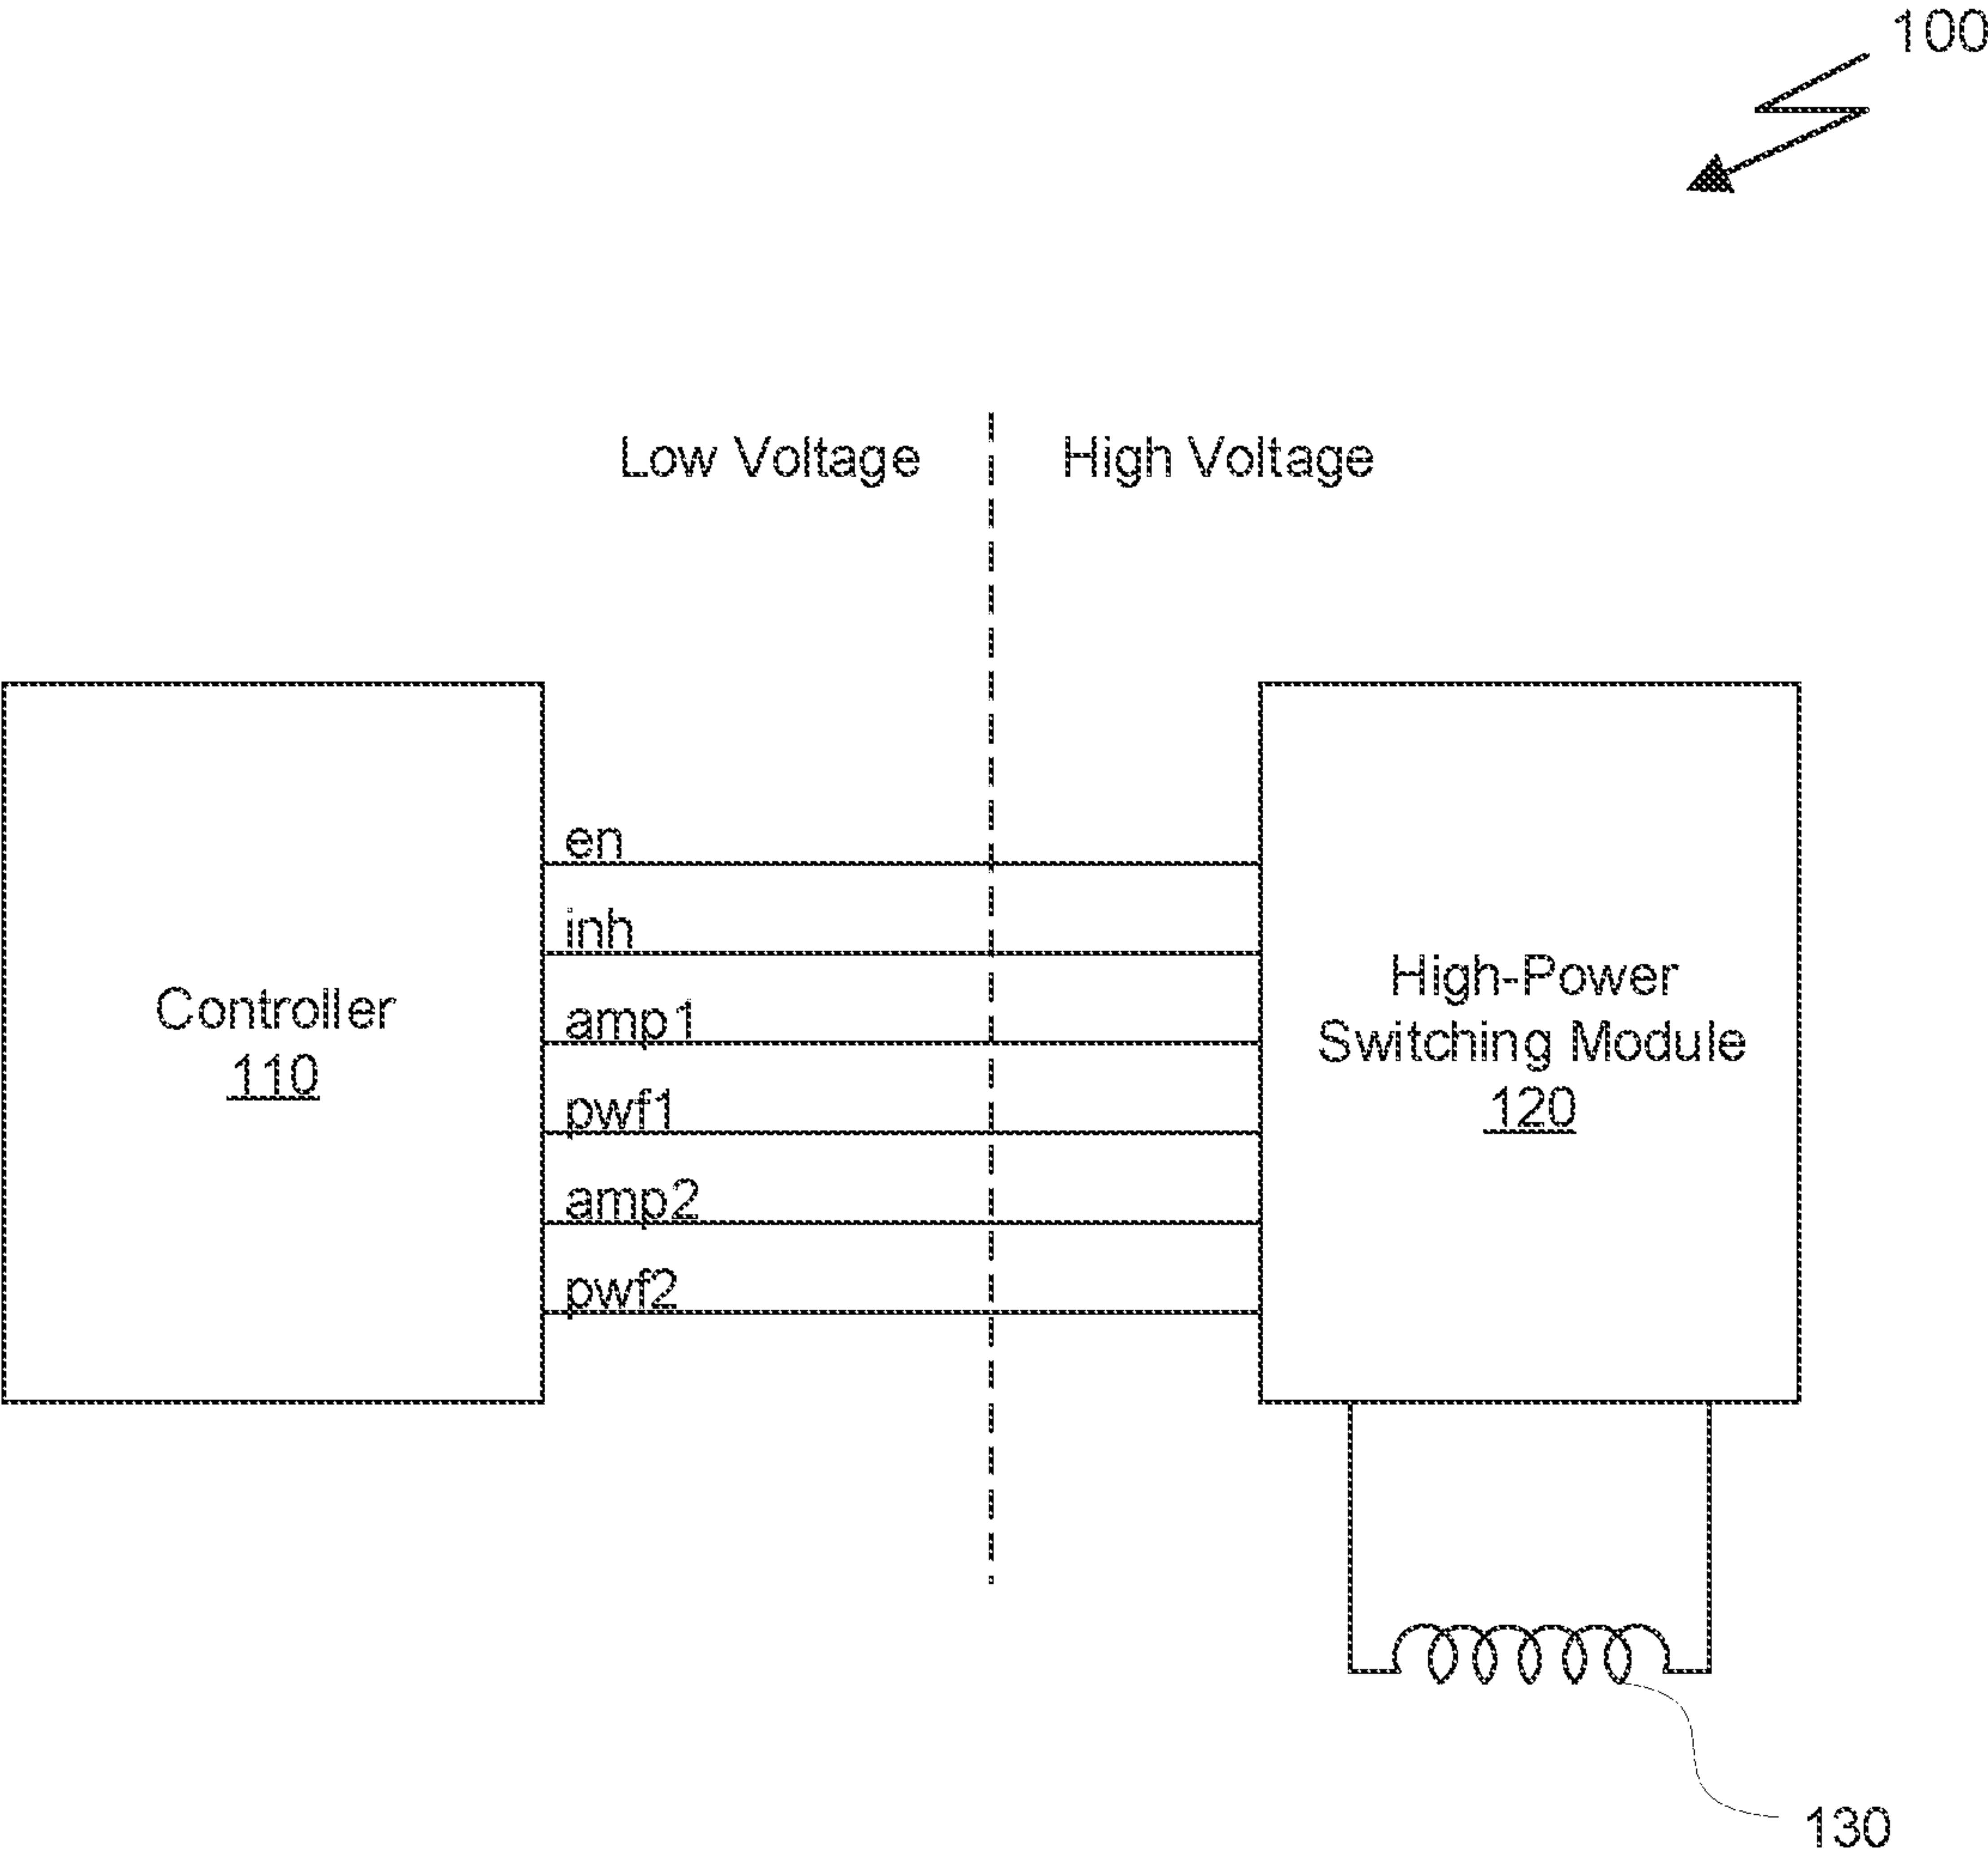 100
Low Voltage
High Voltage
en
inh
amp1
pwf1
amp2
pwf2
Controller
110
High-Power
Switching Module
120
130